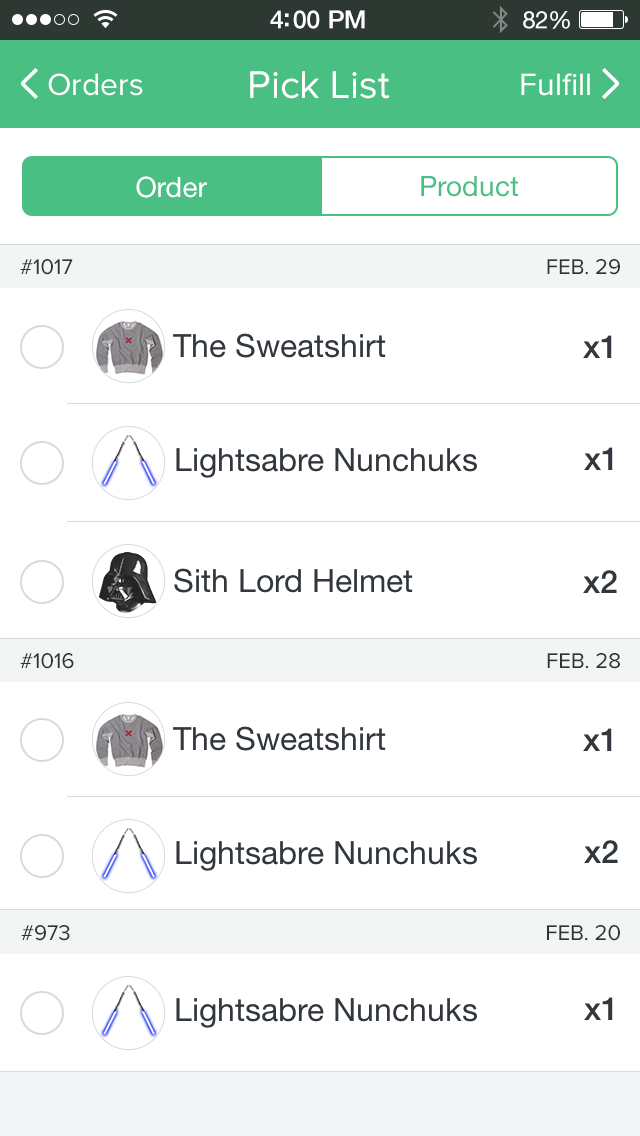 4:00 PM 82%
Orders Pick List Fulfill
Order Product
#1017 FEB. 29
The Sweatshirt x1
Lightsabre Nunchuks x1
Sith Lord Helmet x2
#1016 FEB. 28
The Sweatshirt x1
Lightsabre Nunchuks x2
#973 FEB. 20
Lightsabre Nunchuks x1